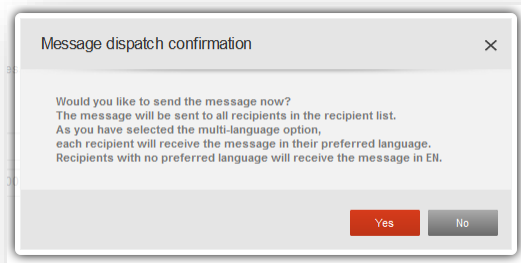 Message dispatch confirmation
Would you like to send the message now?
The message will be sent to all recipients in the recipient list.
As you have selected the multi-language option,
each recipient will receive the message in their preferred language.
Recipients with no preferred language will receive the message in EN.
Yes
No